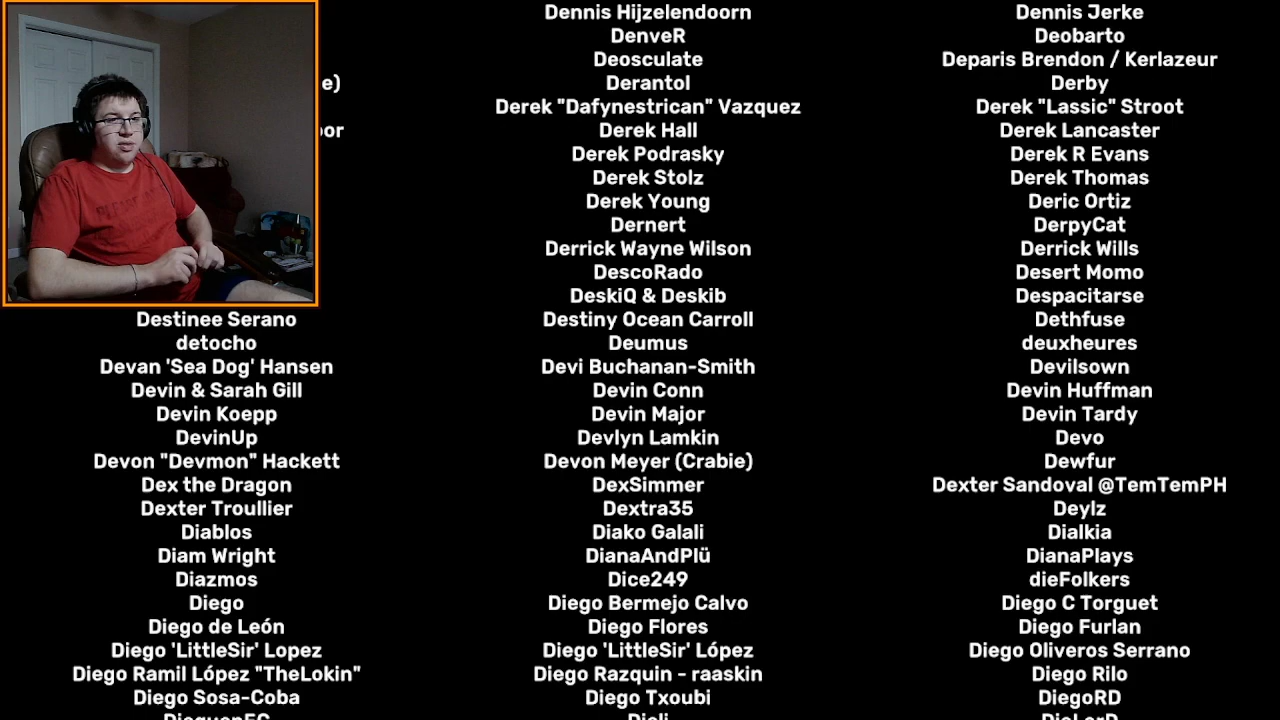 Dennis Hijzelendoorn Dennis Jerke
DenveR Deobarto
Deosculate Deparis Brendon / Kerlazeur
e) Derantol Derby
Derek "Dafynestrican" Vazquez Derek "Lassic" Stroot
Derek Hall Derek Lancaster
Derek Podrasky Derek R Evans
Derek Stolz Derek Thomas
Derek Young Deric Ortiz
Dernert DerpyCat
Derrick Wayne Wilson Derrick Wills
DescoRado Desert Momo
DeskiQ & Deskib Despacitarse
Destinee Serano Destiny Ocean Carroll Dethfuse
detocho Deumus deuxheures
Devan 'Sea Dog' Hansen Devi Buchanan-Smith Devilsown
Devin & Sarah Gill Devin Conn Devin Huffman
Devin Koepp Devin Major Devin Tardy
DevinUp Devlyn Lamkin Devo
Devon "Devmon" Hackett Devon Meyer (Crabie) Dewfur
Dex the Dragon DexSimmer Dexter Sandoval @TemTemPH
Dexter Troullier Dextra35 Deylz
Diablos Diako Galali Dialkia
Diam Wright DianaAndPlü DianaPlays
Diazmos Dice249 dieFolkers
Diego Diego Bermejo Calvo Diego C Torguet
Diego de León Diego Flores Diego Furlan
Diego 'LittleSir' Lopez Diego 'LittleSir' López Diego Oliveros Serrano
Diego Ramil López "TheLokin" Diego Razquin - raaskin Diego Rilo
Diego Sosa-Coba Diego Txoubi DiegoRD